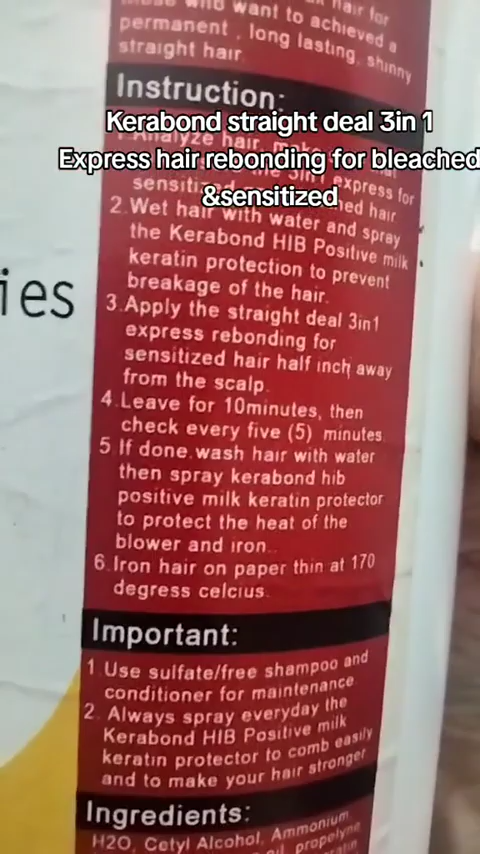 who want to achieved a
permanent , long lasting, shinny
straight hair.
Instruction:
Kerabond straight deal 3in 1
Express hair rebonding for bleached
&sensitized
1.Analyze hair,
express for
hair
2.Wet hair with water and spray
the Kerabond HIB Positive milk
keratin protection to prevent
breakage of the hair.
3.Apply the straight deal 3in1
express rebonding for
sensitized hair half inch away
from the scalp.
4.Leave for 10minutes, then
check every five (5) minutes
5 If done.wash hair with water
then spray kerabond hib
positive milk keratin protector
to protect the heat of the
blower and iron..
6.Iron hair on paper thin at 170
degress celcius.
Important:
1 Use sulfate/free shampoo and
conditioner for maintenance.
2. Always spray everyday the
Kerabond HIB Positive milk
keratin protector to comb easily
and to make your hair stronger
Ingredients:
H2O, Cetyl Alcohol, Ammonium
ies